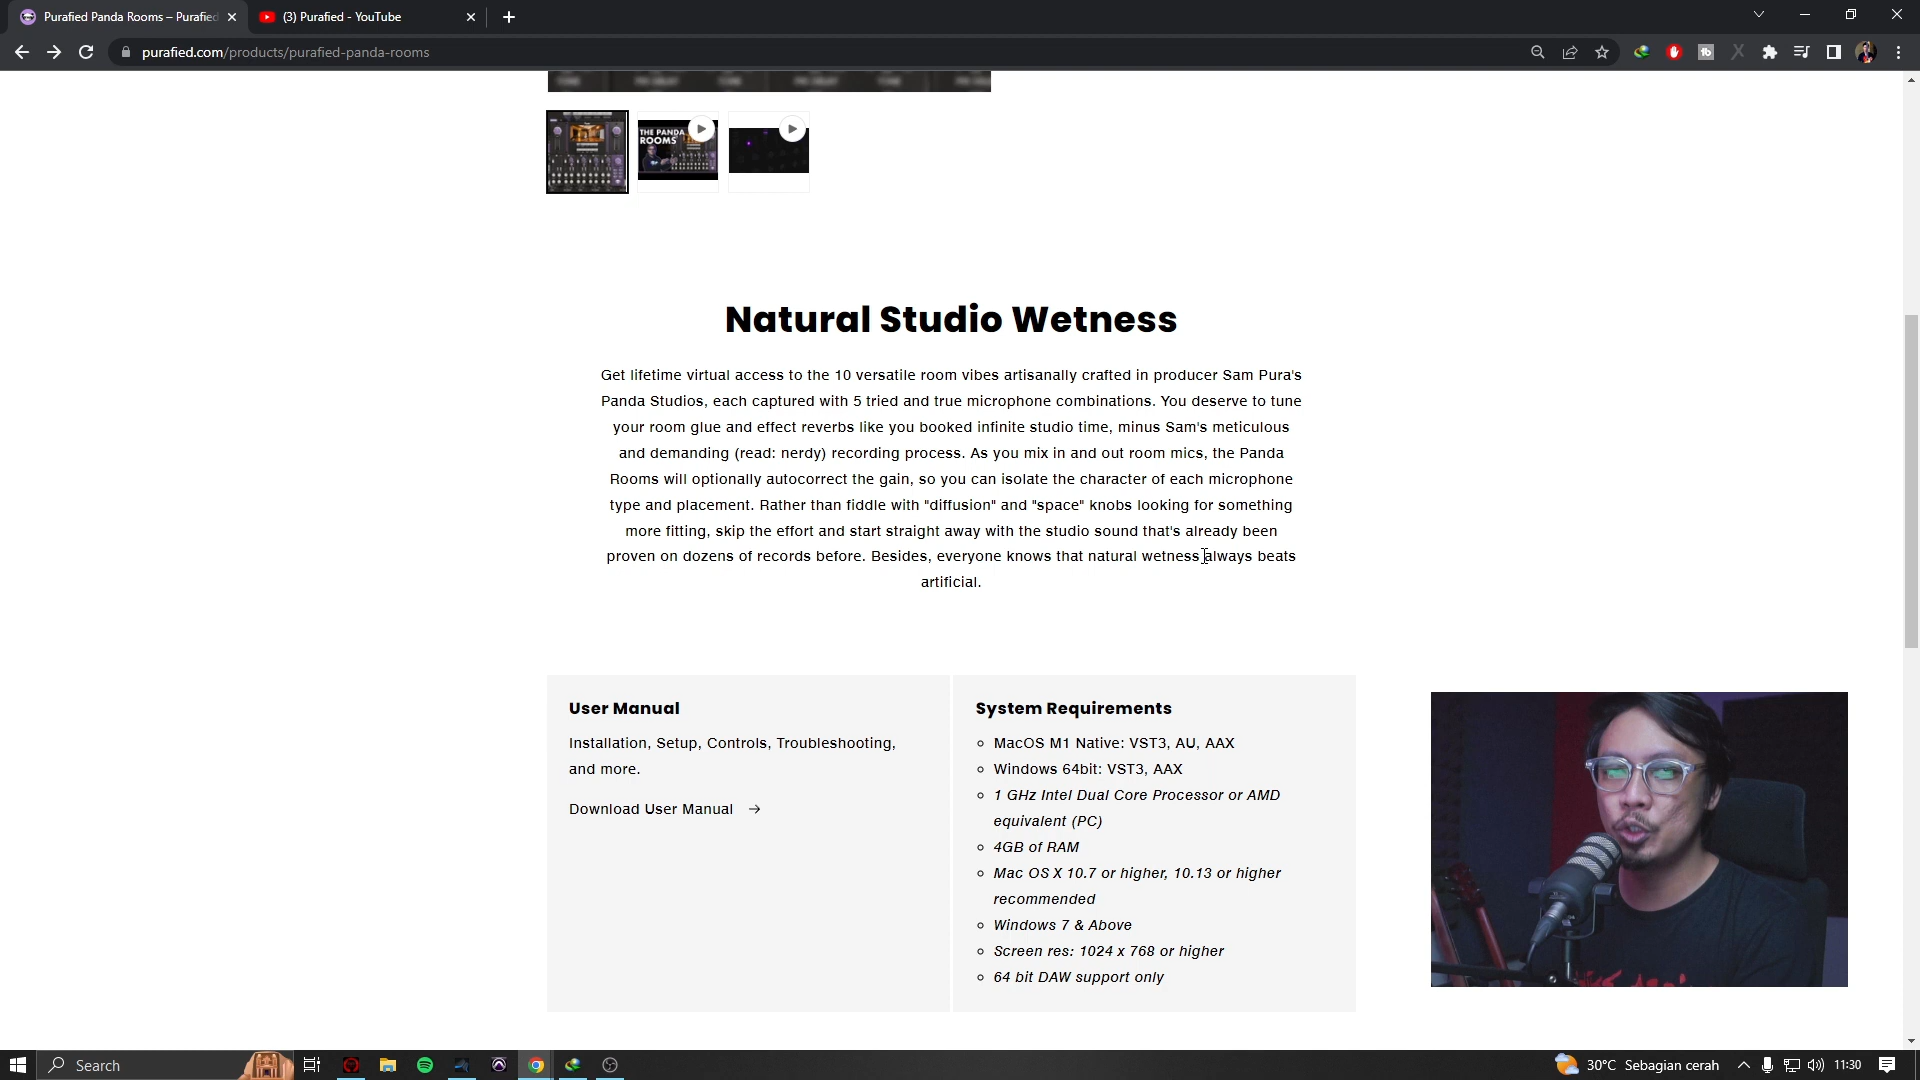 Purafied Panda Rooms – Purafied
(3) Purafied - YouTube
purafied.com/products/purafied-panda-rooms
THE PANDA
ROOMS
Natural Studio Wetness
Get lifetime virtual access to the 10 versatile room vibes artisanally crafted in producer Sam Pura's
Panda Studios, each captured with 5 tried and true microphone combinations. You deserve to tune
your room glue and effect reverbs like you booked infinite studio time, minus Sam's meticulous
and demanding (read: nerdy) recording process. As you mix in and out room mics, the Panda
Rooms will optionally autocorrect the gain, so you can isolate the character of each microphone
type and placement. Rather than fiddle with "diffusion" and "space" knobs looking for something
more fitting, skip the effort and start straight away with the studio sound that's already been
proven on dozens of records before. Besides, everyone knows that natural wetness always beats
artificial.
User Manual
Installation, Setup, Controls, Troubleshooting,
and more.
Download User Manual →
System Requirements
MacOS M1 Native: VST3, AU, AAX
Windows 64bit: VST3, AAX
1 GHz Intel Dual Core Processor or AMD
equivalent (PC)
4GB of RAM
Mac OS X 10.7 or higher, 10.13 or higher
recommended
Windows 7 & Above
Screen res: 1024 x 768 or higher
64 bit DAW support only
Search
30°C Sebagian cerah
11:30